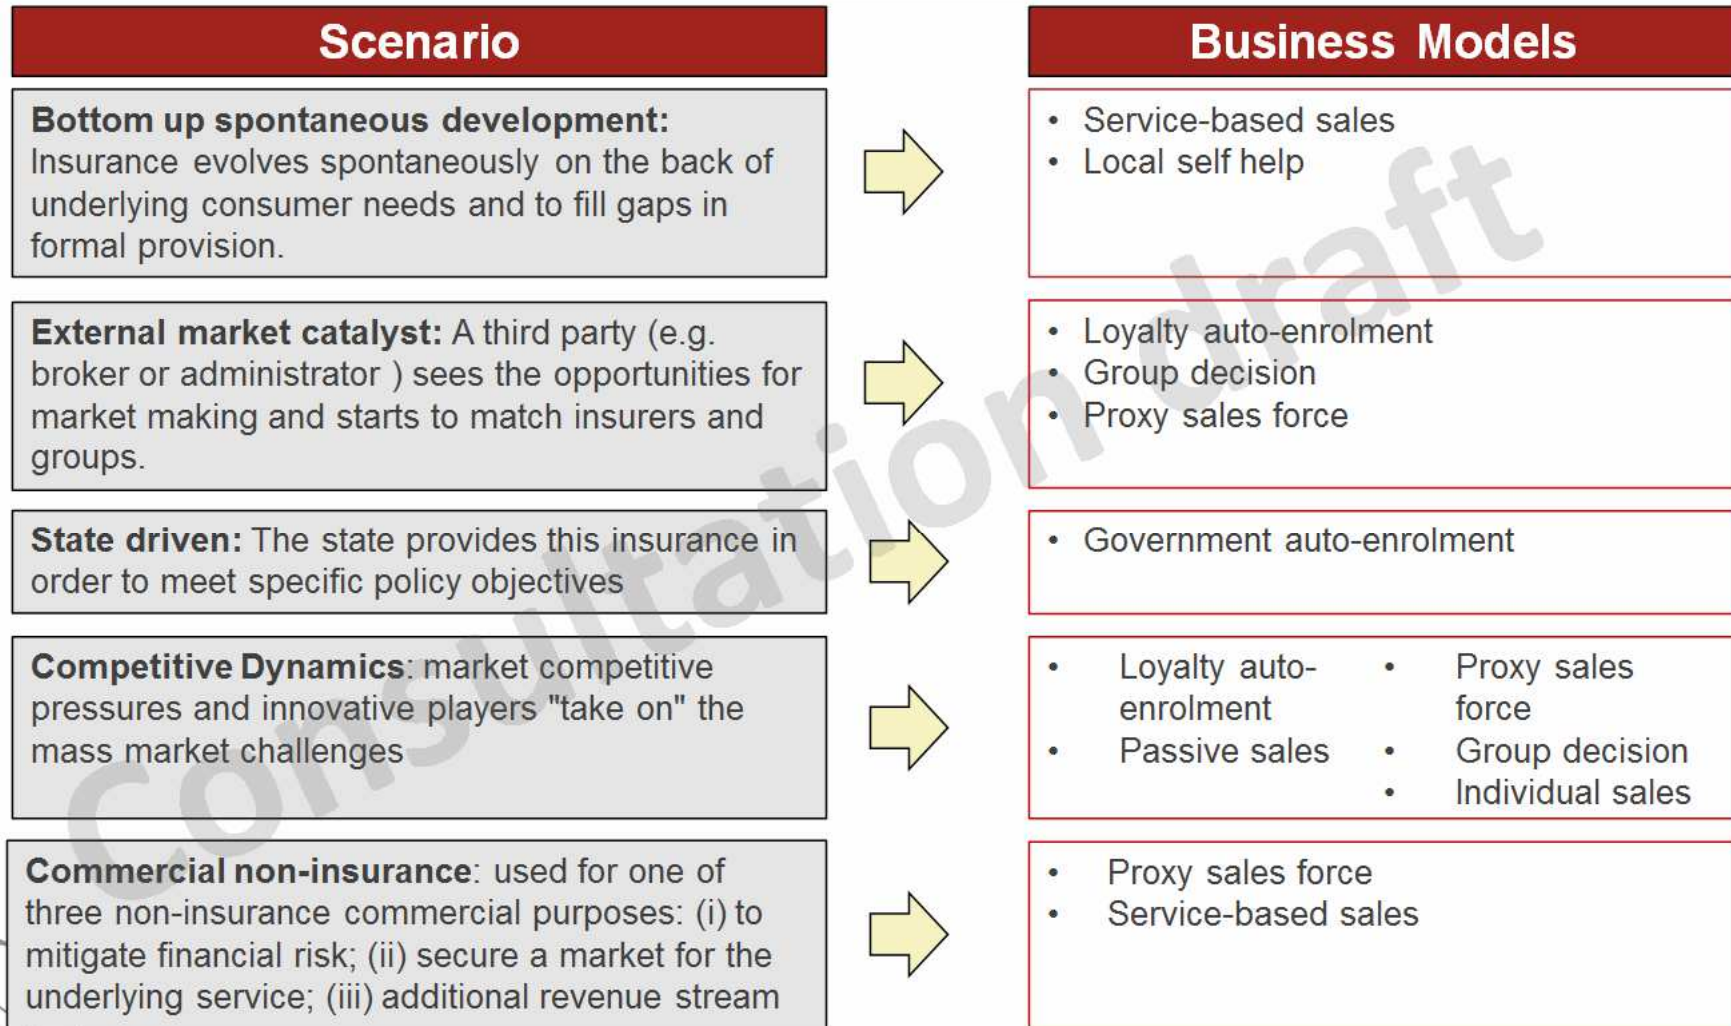 Scenario
Business Models
Bottom up spontaneous development:
Insurance evolves spontaneously on the back of
underlying consumer needs and to fill gaps in
formal provision.
• Service-based sales
• Local self help
External market catalyst: A third party (e.g.
broker or administrator ) sees the opportunities for
market making and starts to match insurers and
groups.
• Loyalty auto-enrolment
• Group decision
• Proxy sales force
State driven: The state provides this insurance in
order to meet specific policy objectives
• Government auto-enrolment
Competitive Dynamics: market competitive
pressures and innovative players "take on" the
mass market challenges
• Loyalty auto-
enrolment
• Passive sales
• Proxy sales
force
• Group decision
• Individual sales
Commercial non-insurance: used for one of
three non-insurance commercial purposes: (i) to
mitigate financial risk; (ii) secure a market for the
underlying service; (iii) additional revenue stream
• Proxy sales force
• Service-based sales
Consultation draft